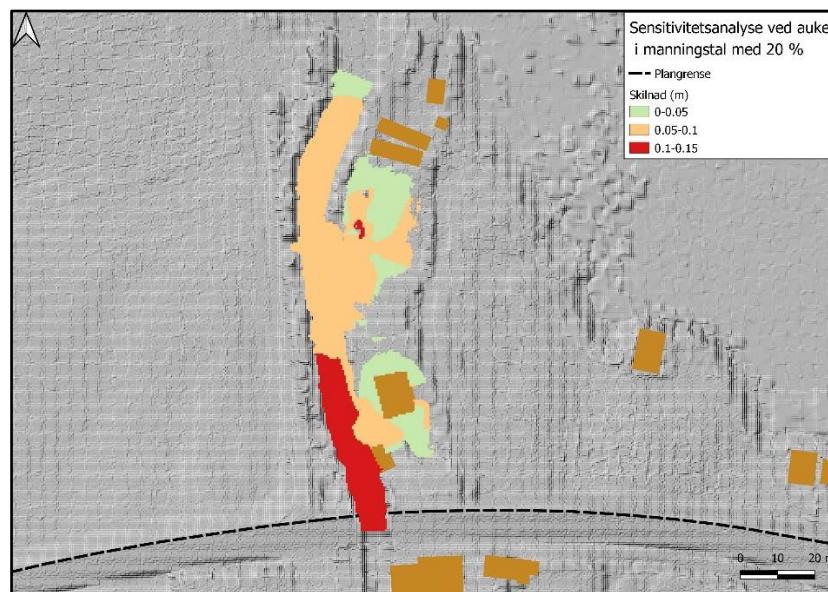 Sensitivitetsanalyse ved auke
i manningstal med 20 %
Plangrense
Skilnad (m)
0-0.05
0.05-0.1
0.1-0.15
0 10 20 m